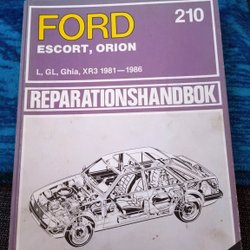 FORD
210
ESCORT, ORION
L, GL, Ghia, XR3 1981—1986
REPARATIONSHANDBOK